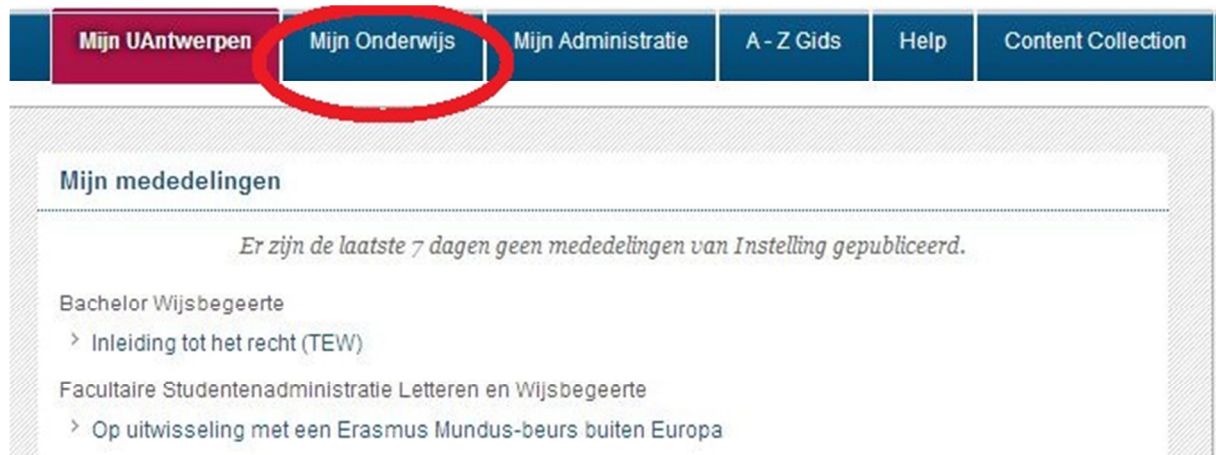 Mijn UAntwerpen Mijn Onderwijs Mijn Administratie A - Z Gids Help Content Collection
Mijn mededelingen
Er zijn de laatste 7 dagen geen mededelingen van Instelling gepubliceerd.
Bachelor Wijsbegeerte
> Inleiding tot het recht (TEW)
Facultaire Studentenadministratie Letteren en Wijsbegeerte
> Op uitwisseling met een Erasmus Mundus-beurs buiten Europa